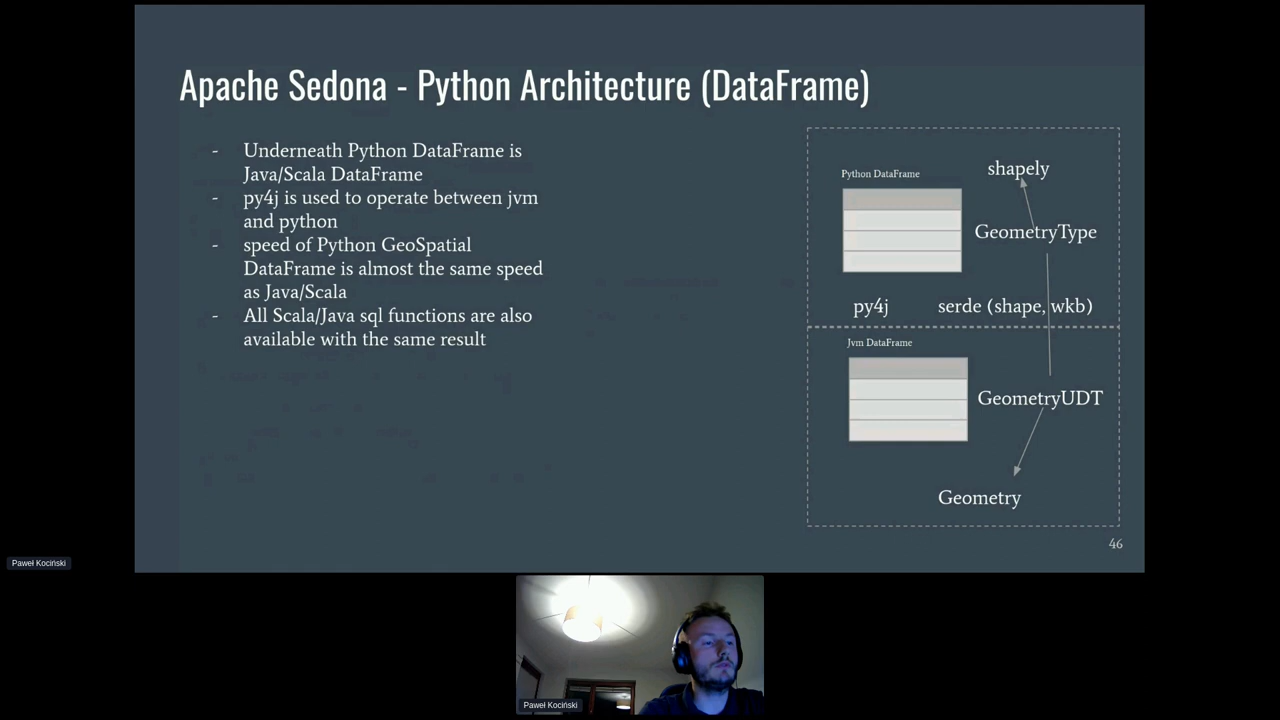 Apache Sedona - Python Architecture (DataFrame)
- Underneath Python DataFrame is
Java/Scala DataFrame
- py4j is used to operate between jvm
and python
- speed of Python GeoSpatial
DataFrame is almost the same speed
as Java/Scala
- All Scala/Java sql functions are also
available with the same result
Python DataFrame
shapely
GeometryType
py4j
serde (shape, wkb)
Jvm DataFrame
GeometryUDT
Geometry
46
Paweł Kociński
Paweł Kociński